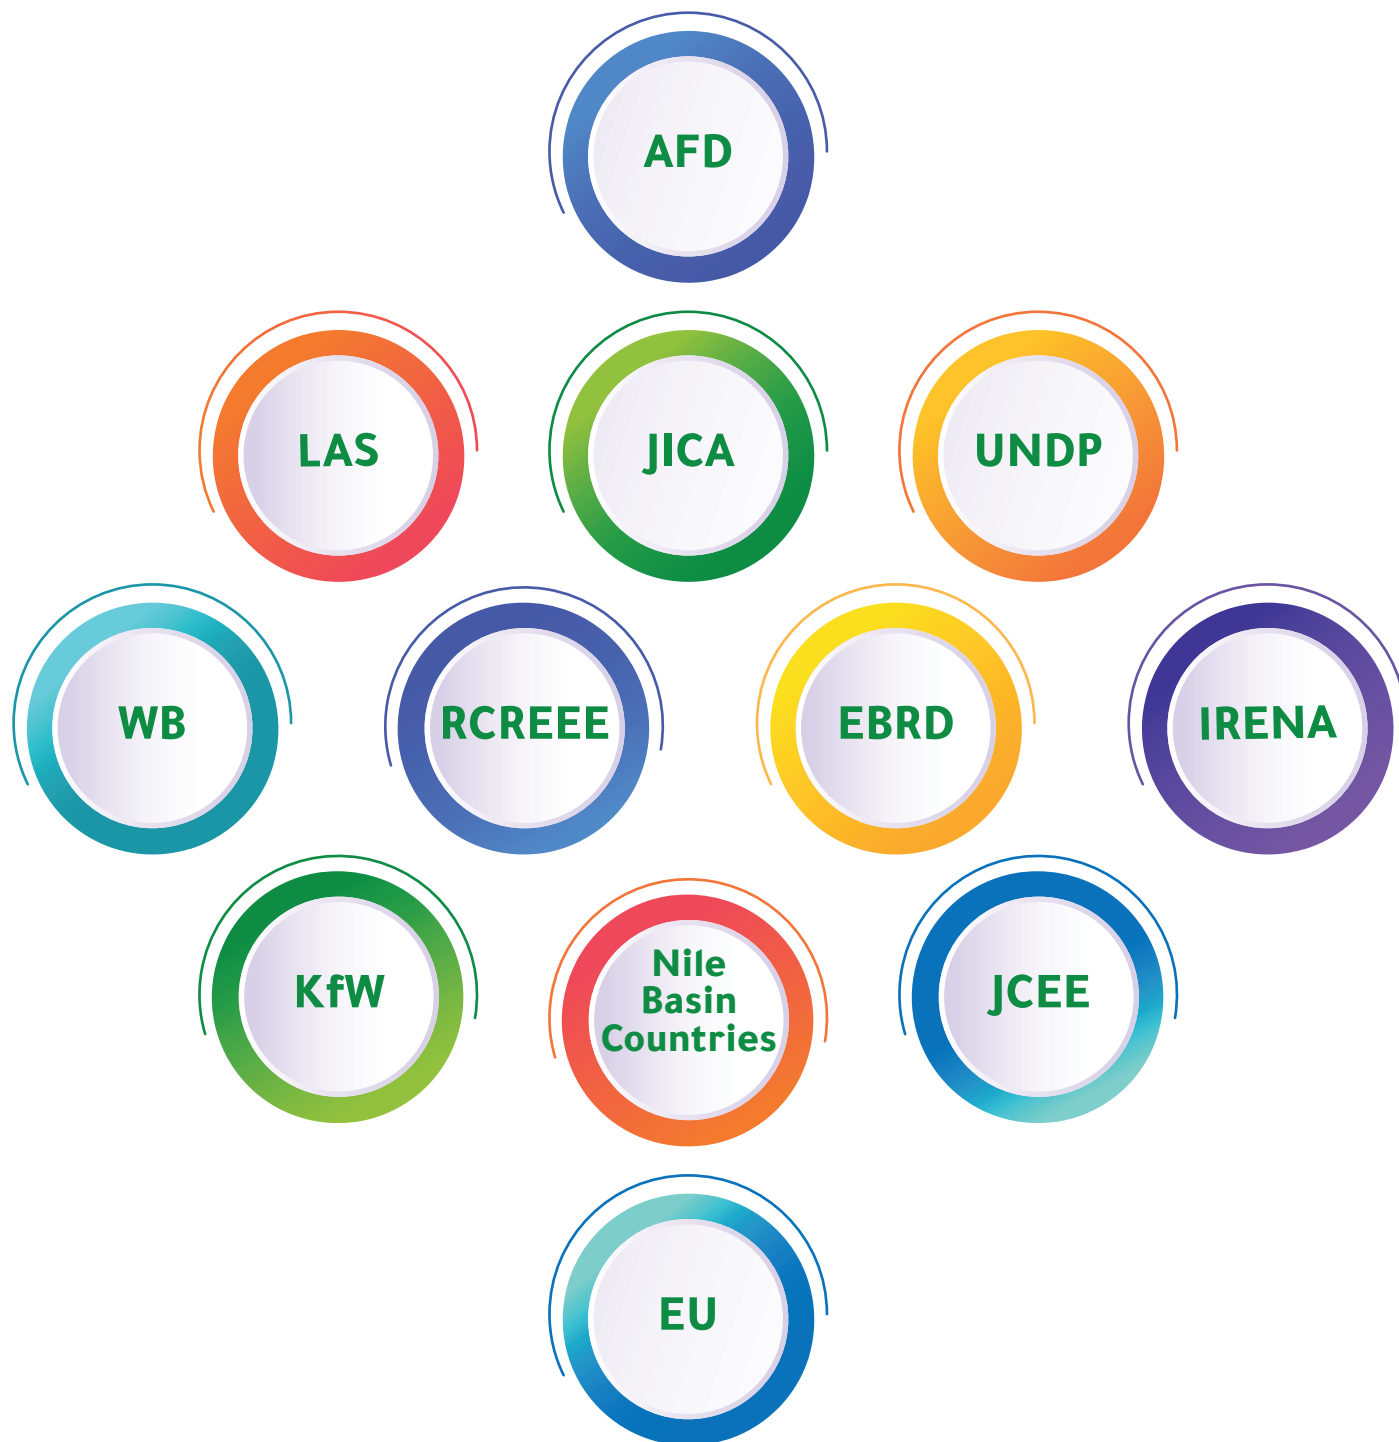 AFD
LAS
JICA
UNDP
WB
RCREEE
EBRD
IRENA
KfW
Nile
Basin
Countries
JCEE
EU